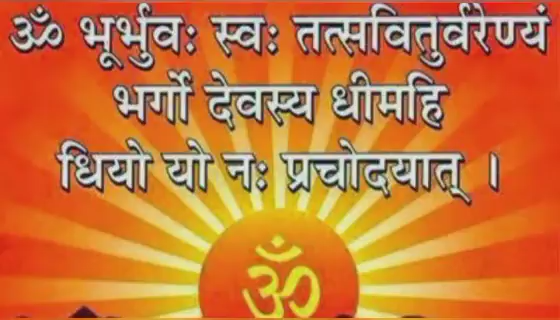 ॐ भूर्भुवः स्वः तत्सवितुर्वरेण्यं
भर्गो देवस्य धीमहि
धियो यो नः प्रचोदयात् ।
ॐ